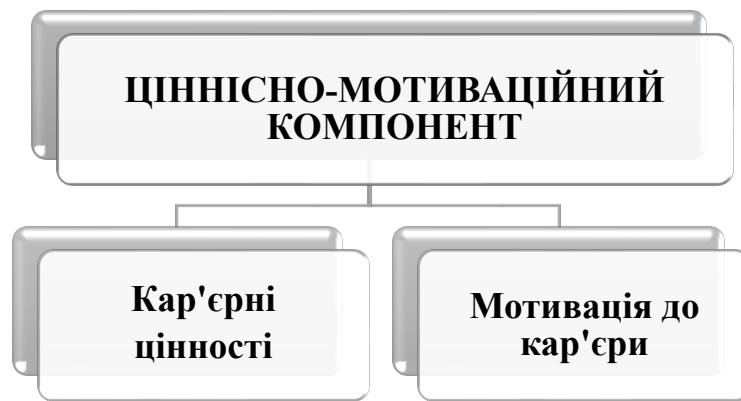 ЦІННІСНО-МОТИВАЦІЙНИЙ
КОМПОНЕНТ
Кар'єрні
цінності
Мотивація до
кар'єри